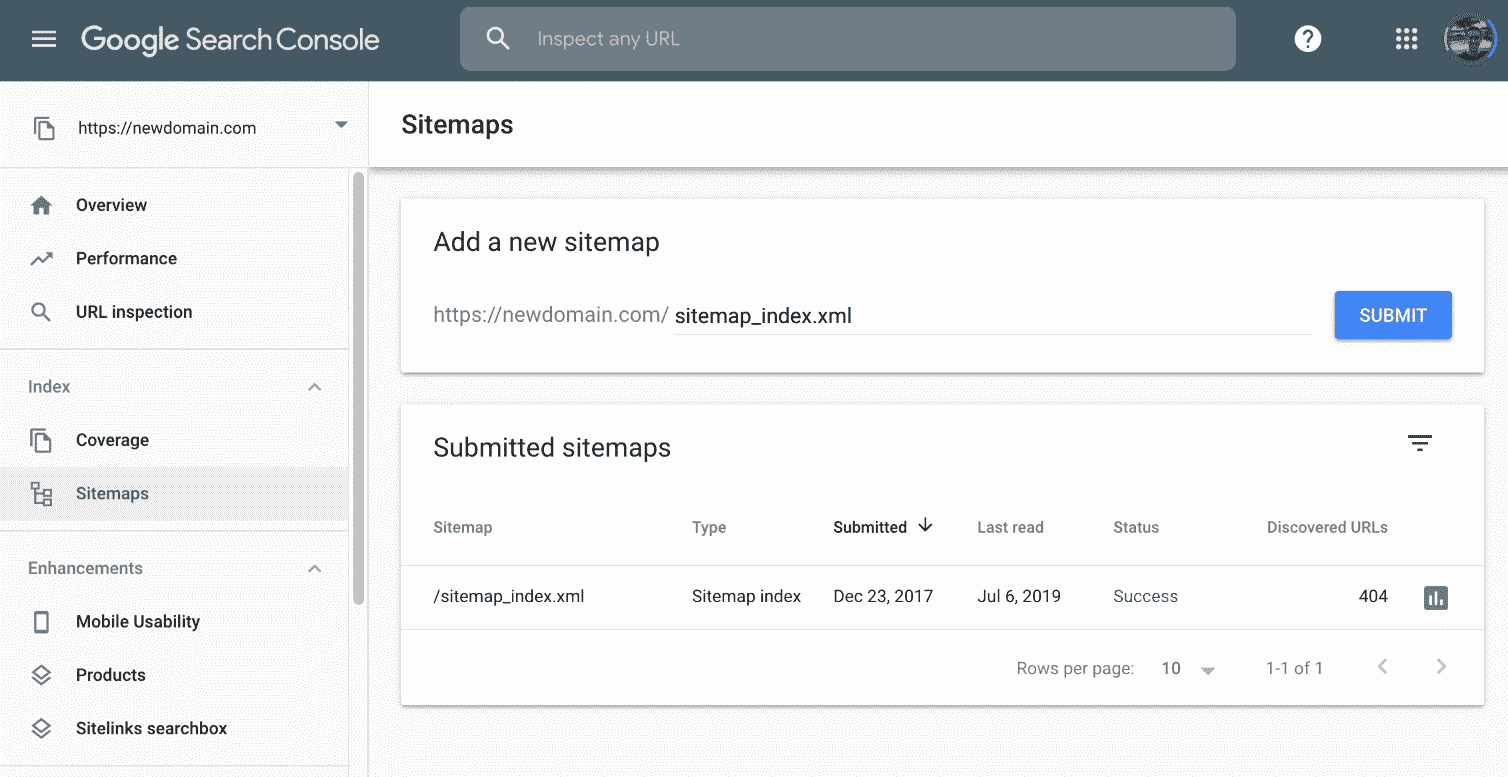 Google Search Console
Inspect any URL
https://newdomain.com
Overview
Performance
URL inspection
Index
Coverage
Sitemaps
Enhancements
Mobile Usability
Products
Sitelinks searchbox
Sitemaps
Add a new sitemap
https://newdomain.com/ sitemap_index.xml
SUBMIT
Submitted sitemaps
Sitemap Type Submitted Last read Status Discovered URLs
/sitemap_index.xml Sitemap index Dec 23, 2017 Jul 6, 2019 Success 404
Rows per page: 10 1-1 of 1